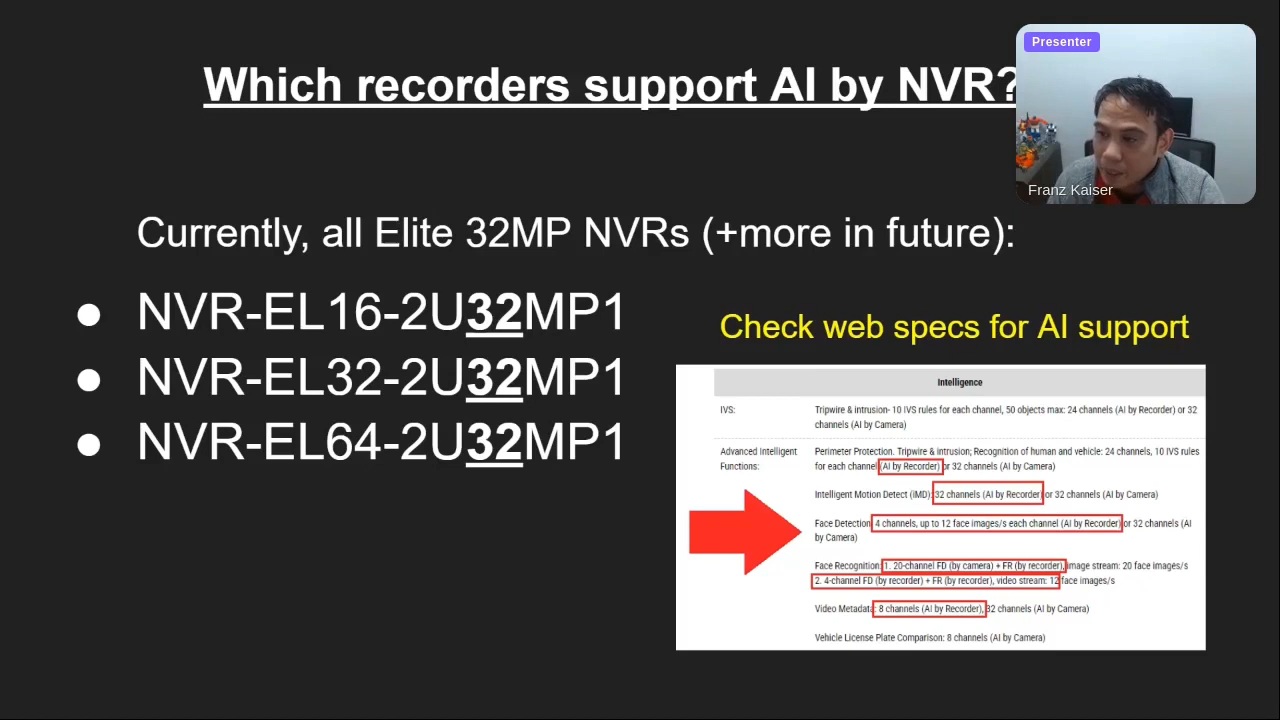 Which recorders support AI by NVR?
Presenter
Franz Kaiser
Currently, all Elite 32MP NVRs (+more in future):
● NVR-EL16-2U32MP1
● NVR-EL32-2U32MP1
● NVR-EL64-2U32MP1
Check web specs for AI support
Intelligence
IVS:
Tripwire & intrusion- 10 IVS rules for each channel, 50 objects max: 24 channels (AI by Recorder) or 32
channels (AI by Camera)
Advanced Intelligent
Functions:
Perimeter Protection. Tripwire & intrusion; Recognition of human and vehicle: 24 channels, 10 IVS rules
for each channel (AI by Recorder) or 32 channels (AI by Camera)
Intelligent Motion Detect (iMD): 32 channels (AI by Recorder) or 32 channels (AI by Camera)
Face Detection: 4 channels, up to 12 face images/s each channel (AI by Recorder) or 32 channels (AI
by Camera)
Face Recognition: 1. 20-channel FD (by camera) + FR (by recorder), image stream: 20 face images/s
2. 4-channel FD (by recorder) + FR (by recorder), video stream: 12 face images/s
Video Metadata: 8 channels (AI by Recorder), 32 channels (AI by Camera)
Vehicle License Plate Comparison: 8 channels (AI by Camera)